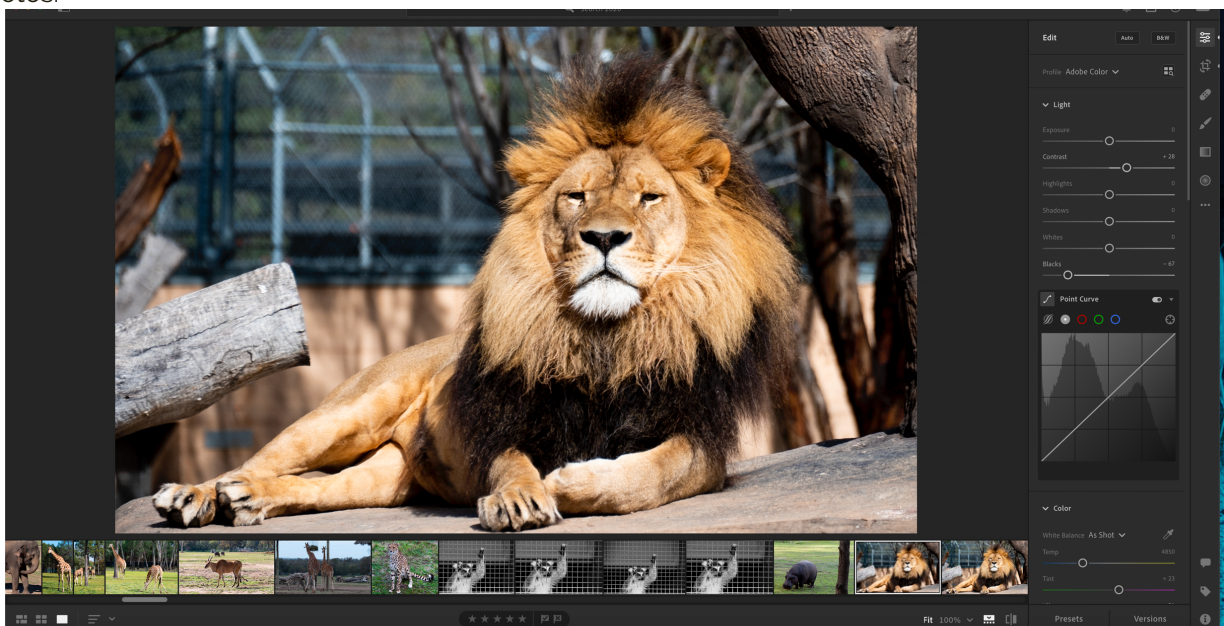 Edit Auto B&W
Profile Adobe Color
Light
Exposure 0
Contrast + 28
Highlights 0
Shadows 0
Whites 0
Blacks - 67
Point Curve
Color
White Balance As Shot
Temp 4850
Tint + 23
Fit 100%
Presets Versions